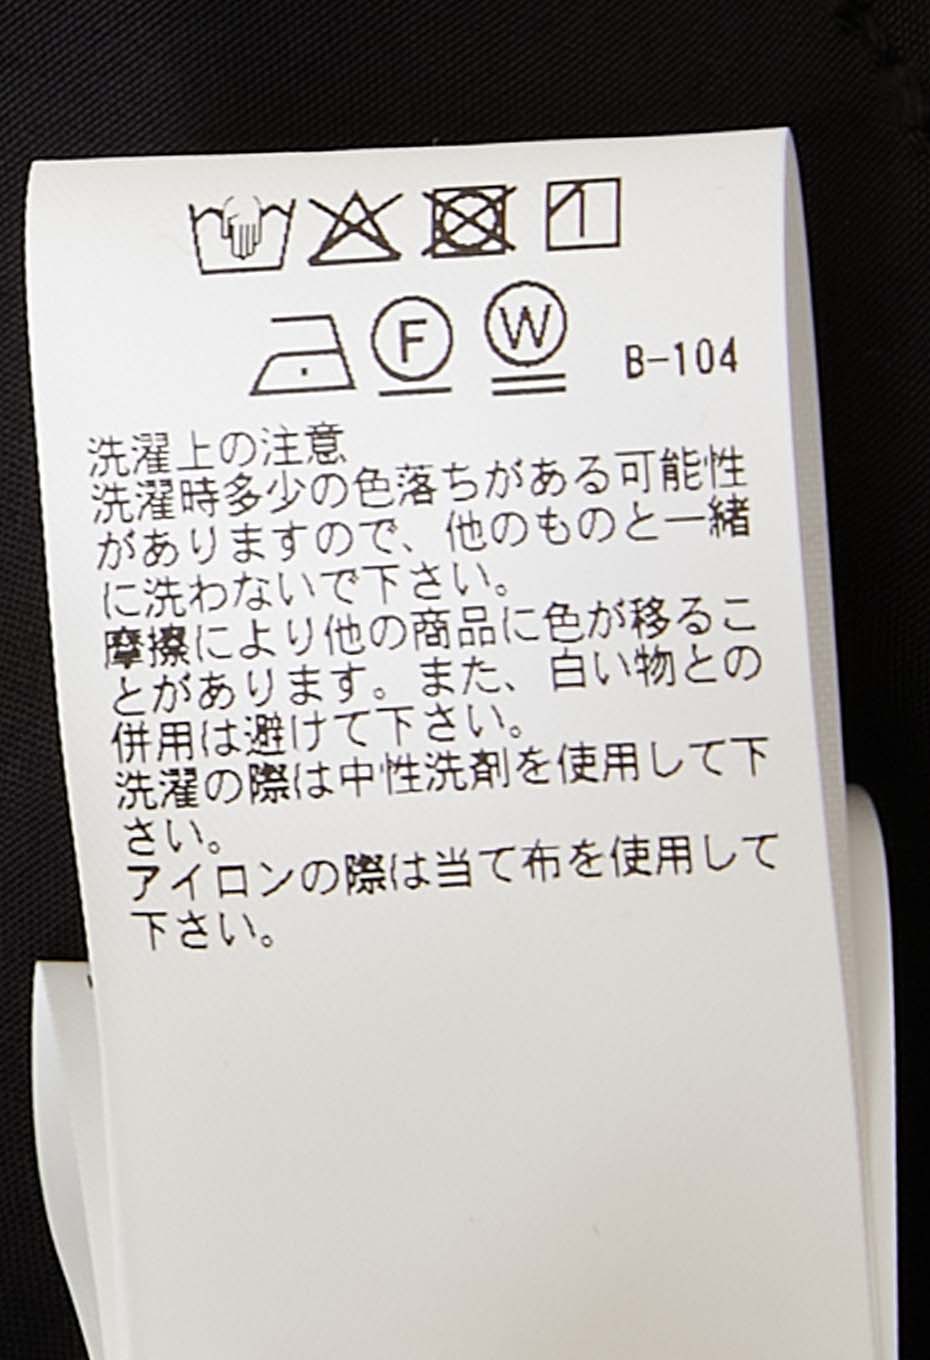 F W B-104
洗濯上の注意
洗濯時多少の色落ちがある可能性
がありますので、他のものと一緒
に洗わないで下さい。
摩擦により他の商品に色が移るこ
とがあります。また、白い物との
併用は避けて下さい。
洗濯の際は中性洗剤を使用して下
さい。
アイロンの際は当て布を使用して
下さい。